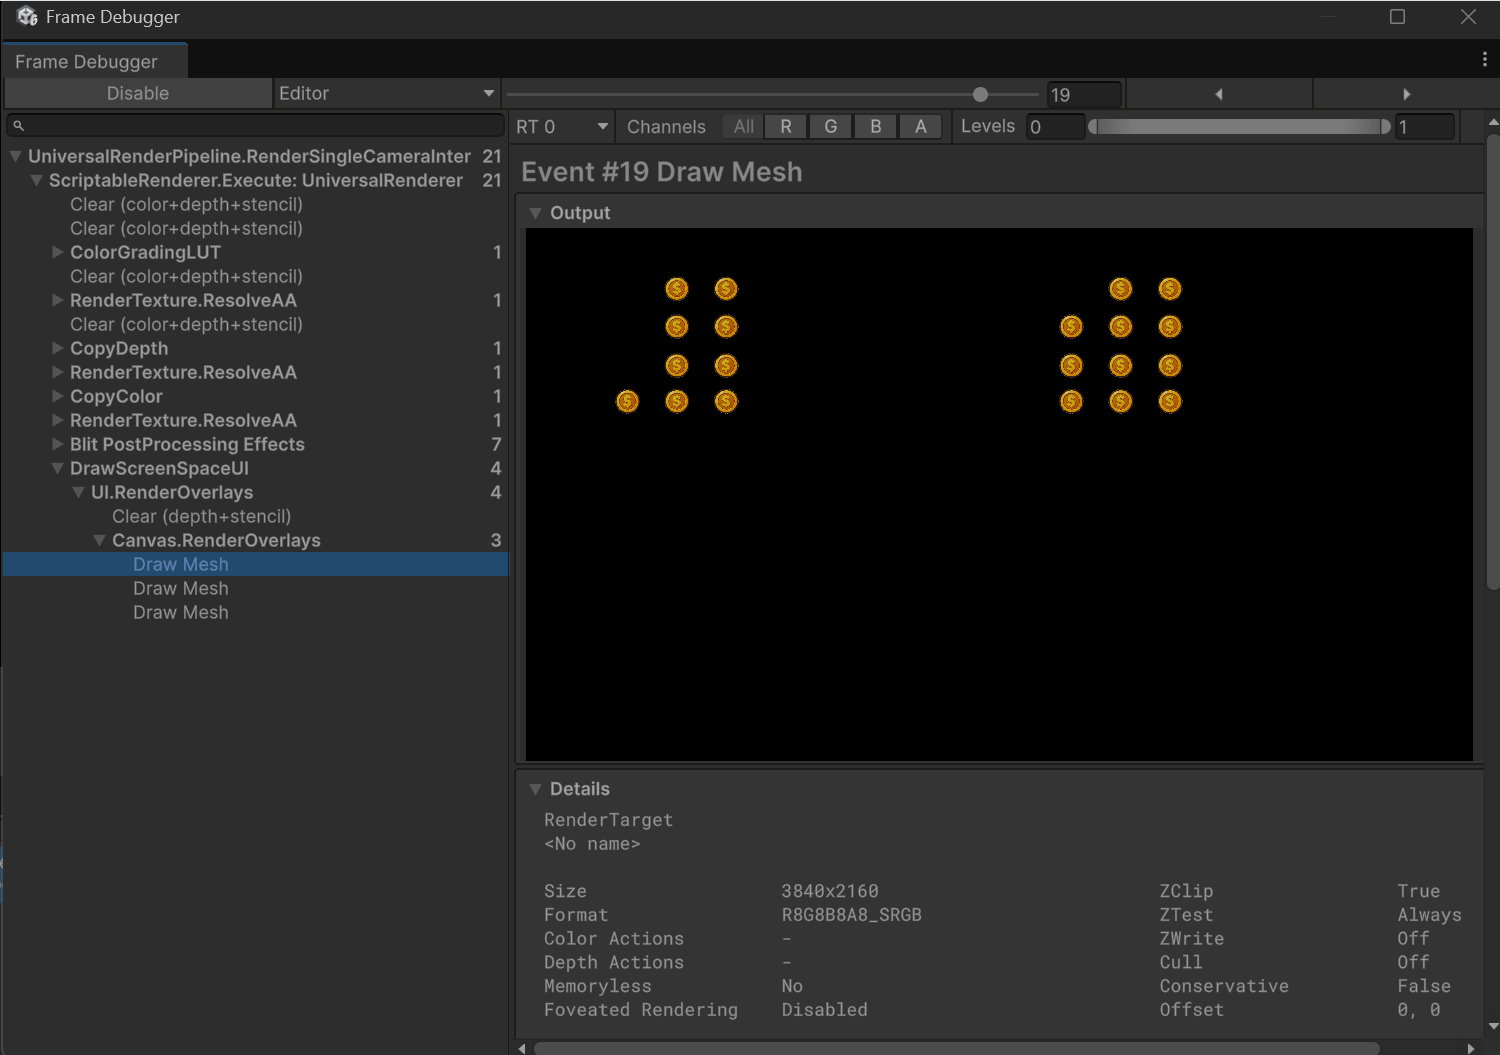 Frame Debugger
Frame Debugger
Disable
Editor
19
RT 0
Channels
All
R
G
B
A
Levels
0
1
UniversalRenderPipeline.RenderSingleCameraInter 21
ScriptableRenderer.Execute: UniversalRenderer 21
Clear (color+depth+stencil)
Clear (color+depth+stencil)
ColorGradingLUT 1
Clear (color+depth+stencil)
RenderTexture.ResolveAA 1
Clear (color+depth+stencil)
CopyDepth 1
RenderTexture.ResolveAA 1
CopyColor 1
RenderTexture.ResolveAA 1
Blit PostProcessing Effects 7
DrawScreenSpaceUI 4
UI.RenderOverlays 4
Clear (depth+stencil)
Canvas.RenderOverlays 3
Draw Mesh
Draw Mesh
Draw Mesh
Event #19 Draw Mesh
Output
Details
RenderTarget
<No name>
Size 3840x2160 ZClip True
Format R8G8B8A8_SRGB ZTest Always
Color Actions - ZWrite Off
Depth Actions - Cull Off
Memoryless No Conservative False
Foveated Rendering Disabled Offset 0, 0